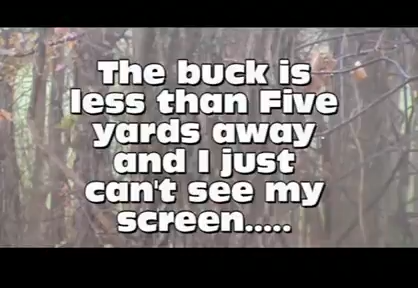 The buck is
less than Five
yards away
and I just
can't see my
screen.....